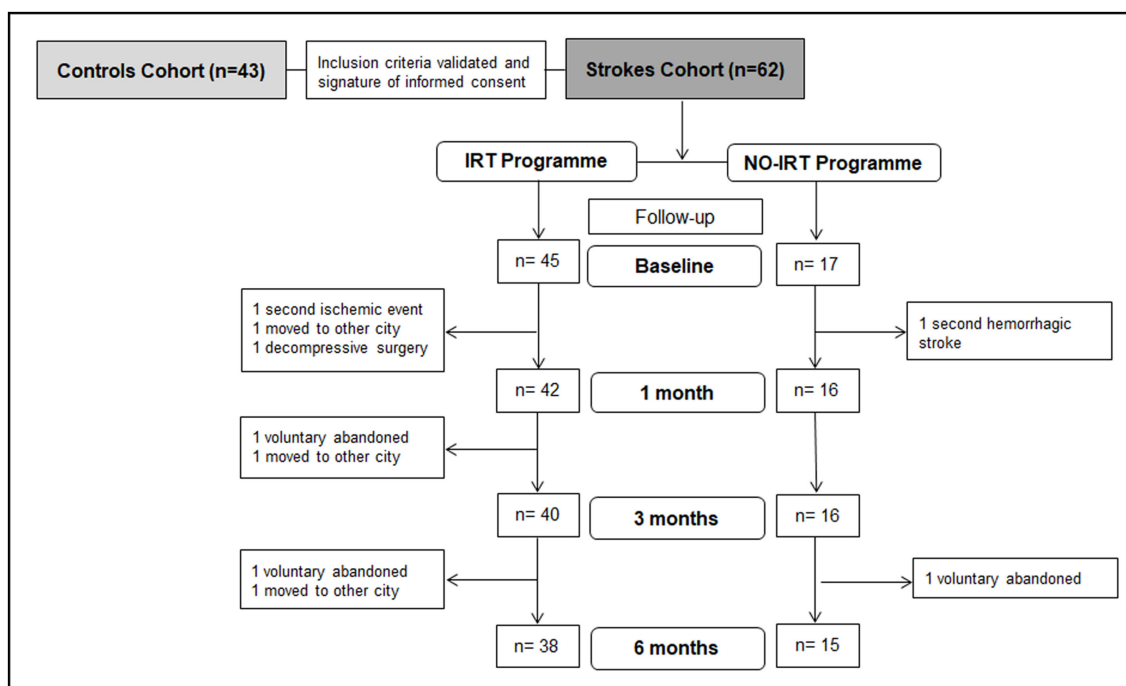 Controls Cohort (n=43)
Inclusion criteria validated and
signature of informed consent
Strokes Cohort (n=62)
IRT Programme
NO-IRT Programme
Follow-up
n= 45
Baseline
n= 17
1 second ischemic event
1 moved to other city
1 decompressive surgery
1 second hemorrhagic
stroke
n= 42
1 month
n= 16
1 voluntary abandoned
1 moved to other city
n= 40
3 months
n= 16
1 voluntary abandoned
1 moved to other city
1 voluntary abandoned
n= 38
6 months
n= 15